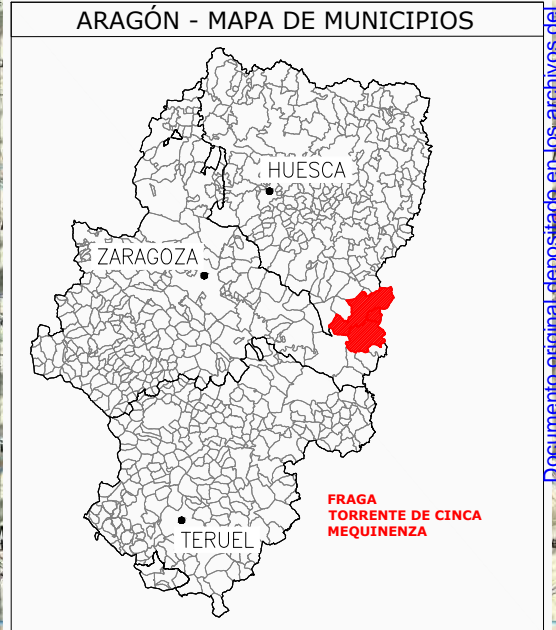 ARAGÓN - MAPA DE MUNICIPIOS
HUESCA
ZARAGOZA
FRAGA
TORRENTE DE CINCA
MEQUINENZA
TERUEL
Documento original depositado en los archivos del